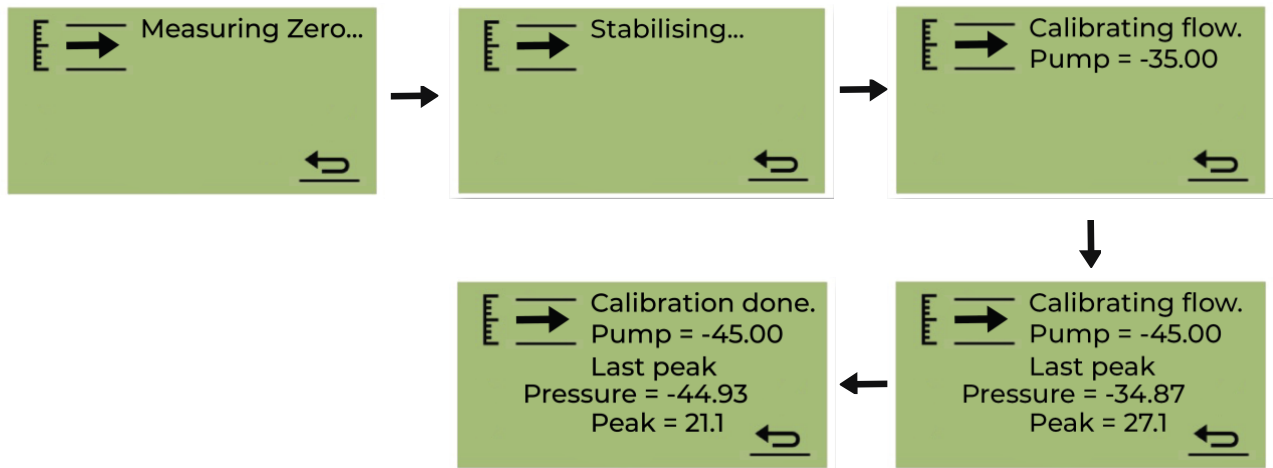 Measuring Zero...
Stabilising...
Calibrating flow.
Pump = -35.00
Calibrating flow.
Pump = -45.00
Last peak
Pressure = -34.87
Peak = 27.1
Calibration done.
Pump = -45.00
Last peak
Pressure = -44.93
Peak = 21.1